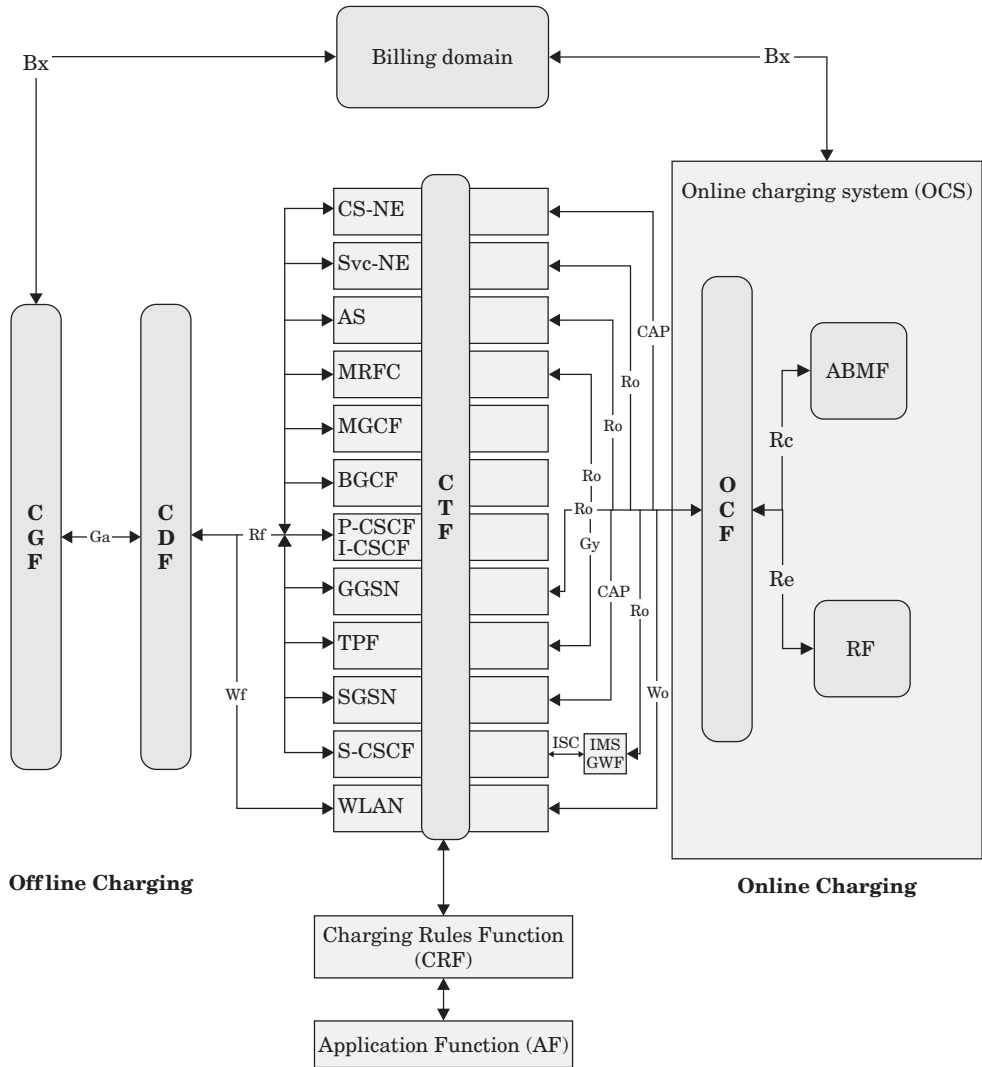 Billing domain
Bx
Bx
Online charging system (OCS)
CS-NE
Svc-NE
AS
MRFC
MGCF
BGCF
P-CSCF
I-CSCF
GGSN
TPF
SGSN
S-CSCF
WLAN
C
T
F
C
G
F
Ga
C
D
F
Rf
Wf
CAP
Ro
Ro
Ro
Ro
Gy
CAP
Ro
Wo
ISC
IMS
GWF
O
C
F
ABMF
Rc
Re
RF
Offline Charging
Online Charging
Charging Rules Function
(CRF)
Application Function (AF)